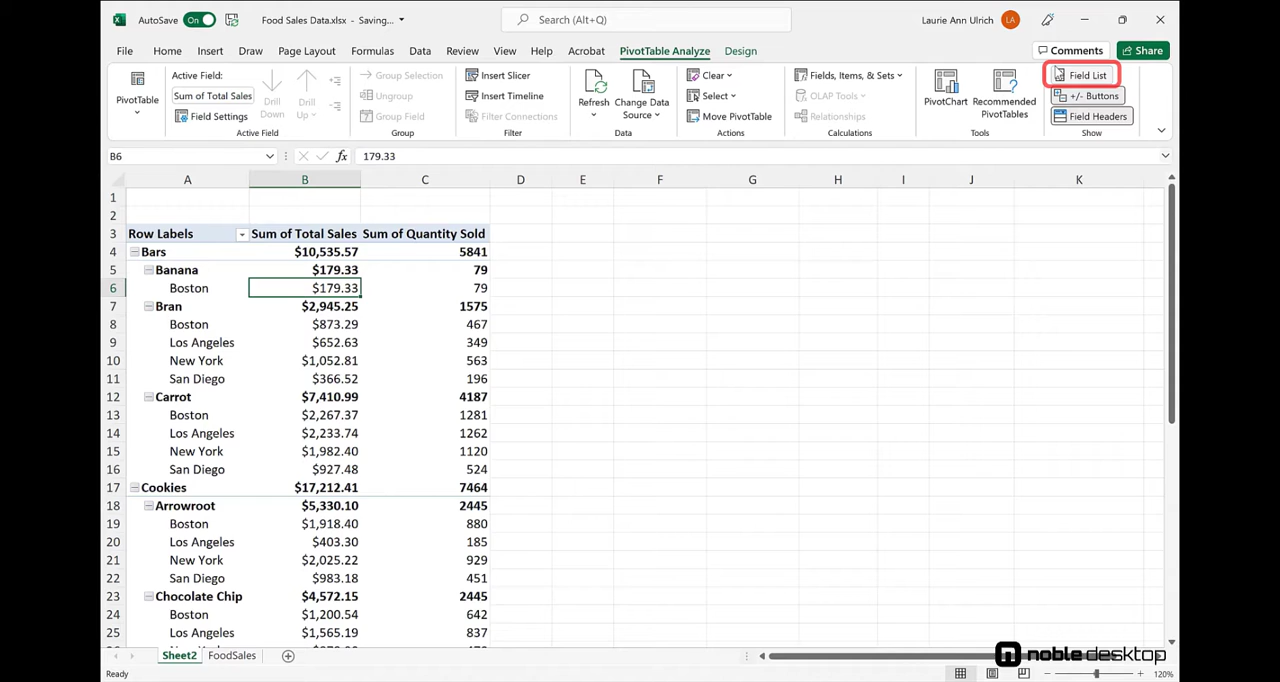 AutoSave On Food Sales Data.xlsx - Saving... Search (Alt+Q) Laurie Ann Ulrich LA
File Home Insert Draw Page Layout Formulas Data Review View Help Acrobat PivotTable Analyze Design Comments Share
PivotTable
Active Field:
Sum of Total Sales
Field Settings
Drill Down
Drill Up
Active Field
Group Selection
Ungroup
Group Field
Group
Insert Slicer
Insert Timeline
Filter Connections
Filter
Refresh
Change Data Source
Data
Clear
Select
Move PivotTable
Actions
Fields, Items, & Sets
OLAP Tools
Relationships
Calculations
PivotChart
Recommended PivotTables
Tools
Field List
+/- Buttons
Field Headers
Show
B6 fx 179.33
A B C D E F G H I J K
1
2
3 Row Labels Sum of Total Sales Sum of Quantity Sold
4 Bars $10,535.57 5841
5 Banana $179.33 79
6 Boston $179.33 79
7 Bran $2,945.25 1575
8 Boston $873.29 467
9 Los Angeles $652.63 349
10 New York $1,052.81 563
11 San Diego $366.52 196
12 Carrot $7,410.99 4187
13 Boston $2,267.37 1281
14 Los Angeles $2,233.74 1262
15 New York $1,982.40 1120
16 San Diego $927.48 524
17 Cookies $17,212.41 7464
18 Arrowroot $5,330.10 2445
19 Boston $1,918.40 880
20 Los Angeles $403.30 185
21 New York $2,025.22 929
22 San Diego $983.18 451
23 Chocolate Chip $4,572.15 2445
24 Boston $1,200.54 642
25 Los Angeles $1,565.19 837
Sheet2 FoodSales
noble desktop
Ready 120%